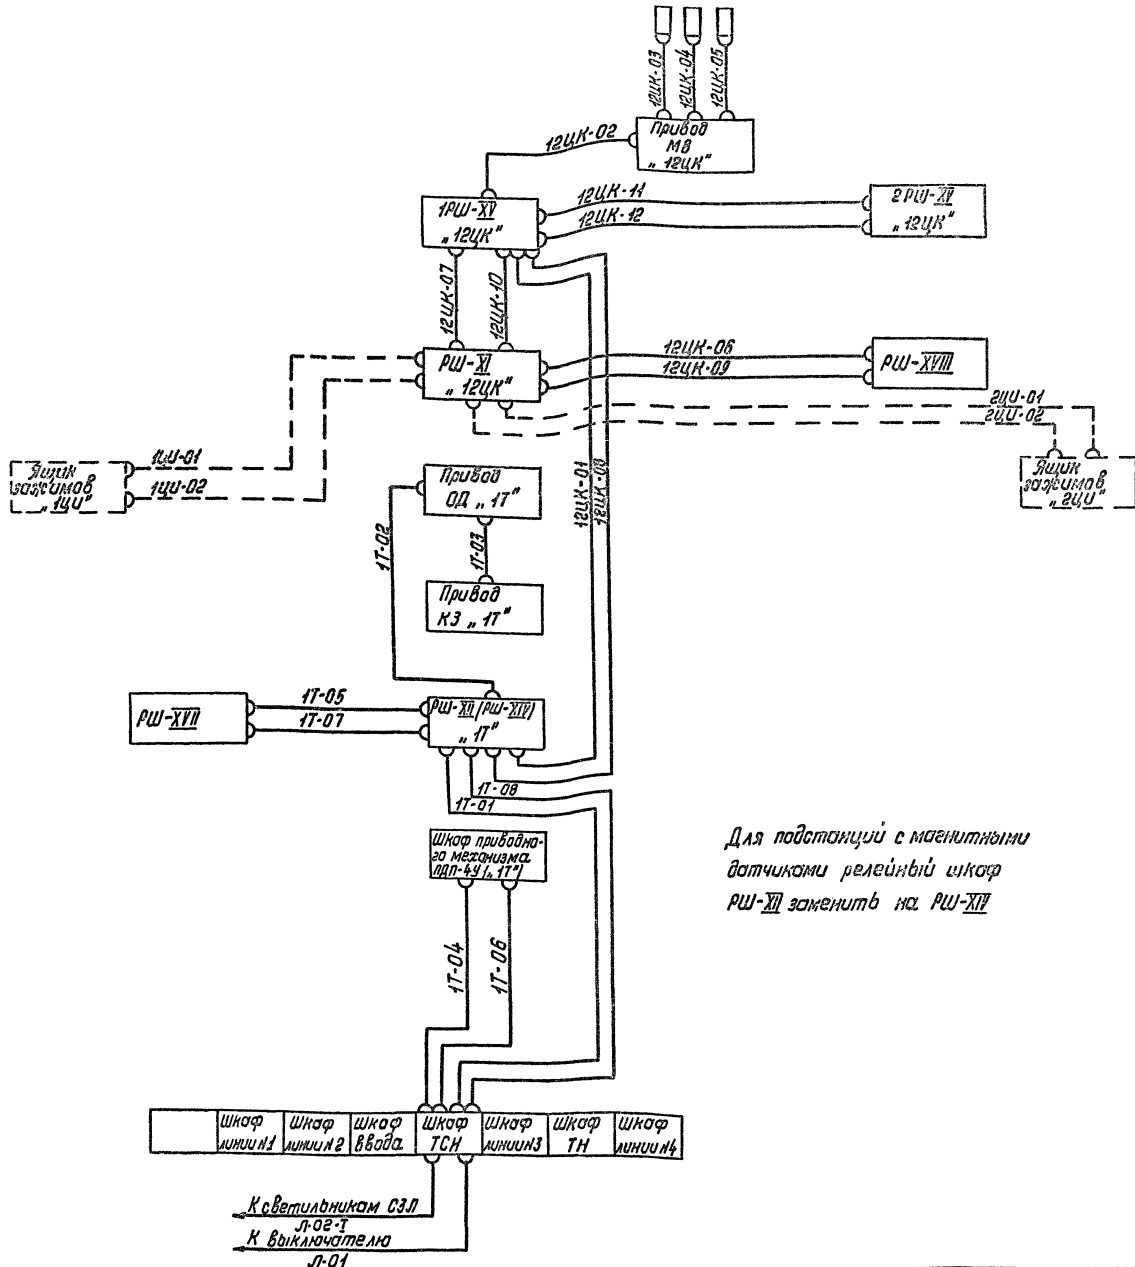 12ЦК-03
12ЦК-04
12ЦК-05
Привод
МВ
„12ЦК"
12ЦК-02
1РШ-XV
„12ЦК"
12ЦК-11
12ЦК-12
2РШ-XV
„12ЦК"
12ЦК-07
12ЦК-10
РШ-XI
„12ЦК"
12ЦК-06
12ЦК-09
РШ-XVIII
2ЦИ-01
2ЦИ-02
Ящик
зажимов
„1ЦИ"
1ЦИ-01
1ЦИ-02
Ящик
зажимов
„2ЦИ"
Привод
ОД „1Т"
12ЦК-01
12ЦК-08
1Т-02
1Т-03
Привод
КЗ „1Т"
РШ-XVII
1Т-05
1Т-07
РШ-XII (РШ-XIV)
„1Т"
1Т-08
1Т-01
Шкаф приводно-
го механизма
ПДП-4У („1Т")
Для подстанций с магнитными
датчиками релейный шкаф
РШ-XII заменить на РШ-XIV
1Т-04
1Т-06
Шкаф
линии №1
Шкаф
линии №2
Шкаф
ввода
Шкаф
ТСН
Шкаф
линии №3
Шкаф
ТН
Шкаф
линии №4
К светильникам СЗЛ
Л-02-I
К выключателю
Л-01